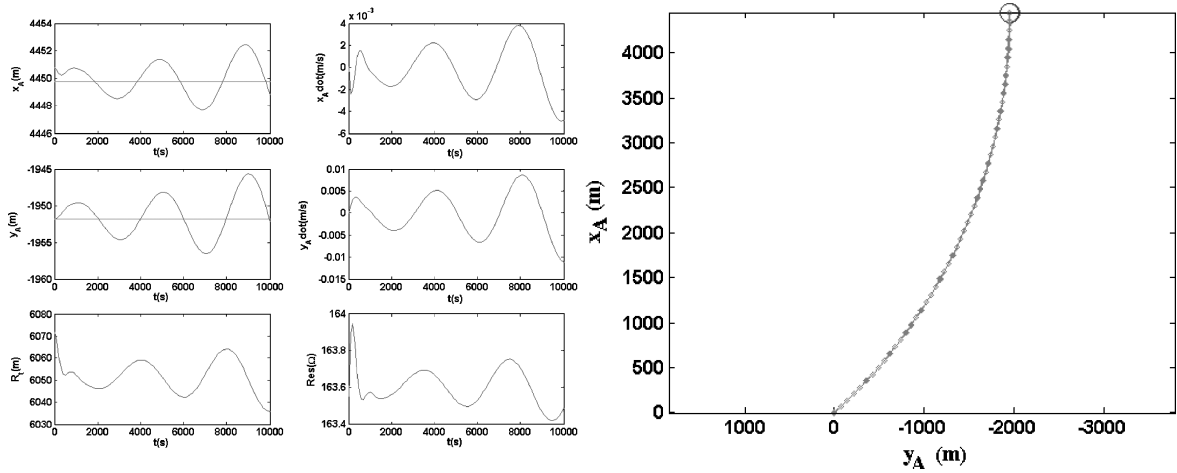 4454
4452
4450
4448
4446
x_A(m)
0 2000 4000 6000 8000 10000
t(s)
x 10⁻³
4
2
0
-2
-4
-6
x_A dot(m/s)
0 2000 4000 6000 8000 10000
t(s)
-1945
-1950
-1955
-1960
y_A(m)
0 2000 4000 6000 8000 10000
t(s)
0.01
0.005
0
-0.005
-0.01
-0.015
y_A dot(m/s)
0 2000 4000 6000 8000 10000
t(s)
6080
6070
6060
6050
6040
6030
R_t(m)
0 2000 4000 6000 8000 10000
t(s)
164
163.8
163.6
163.4
Res(Ω)
0 2000 4000 6000 8000 10000
t(s)
4000
3500
3000
2500
2000
1500
1000
500
0
x_A (m)
1000 0 -1000 -2000 -3000
y_A (m)